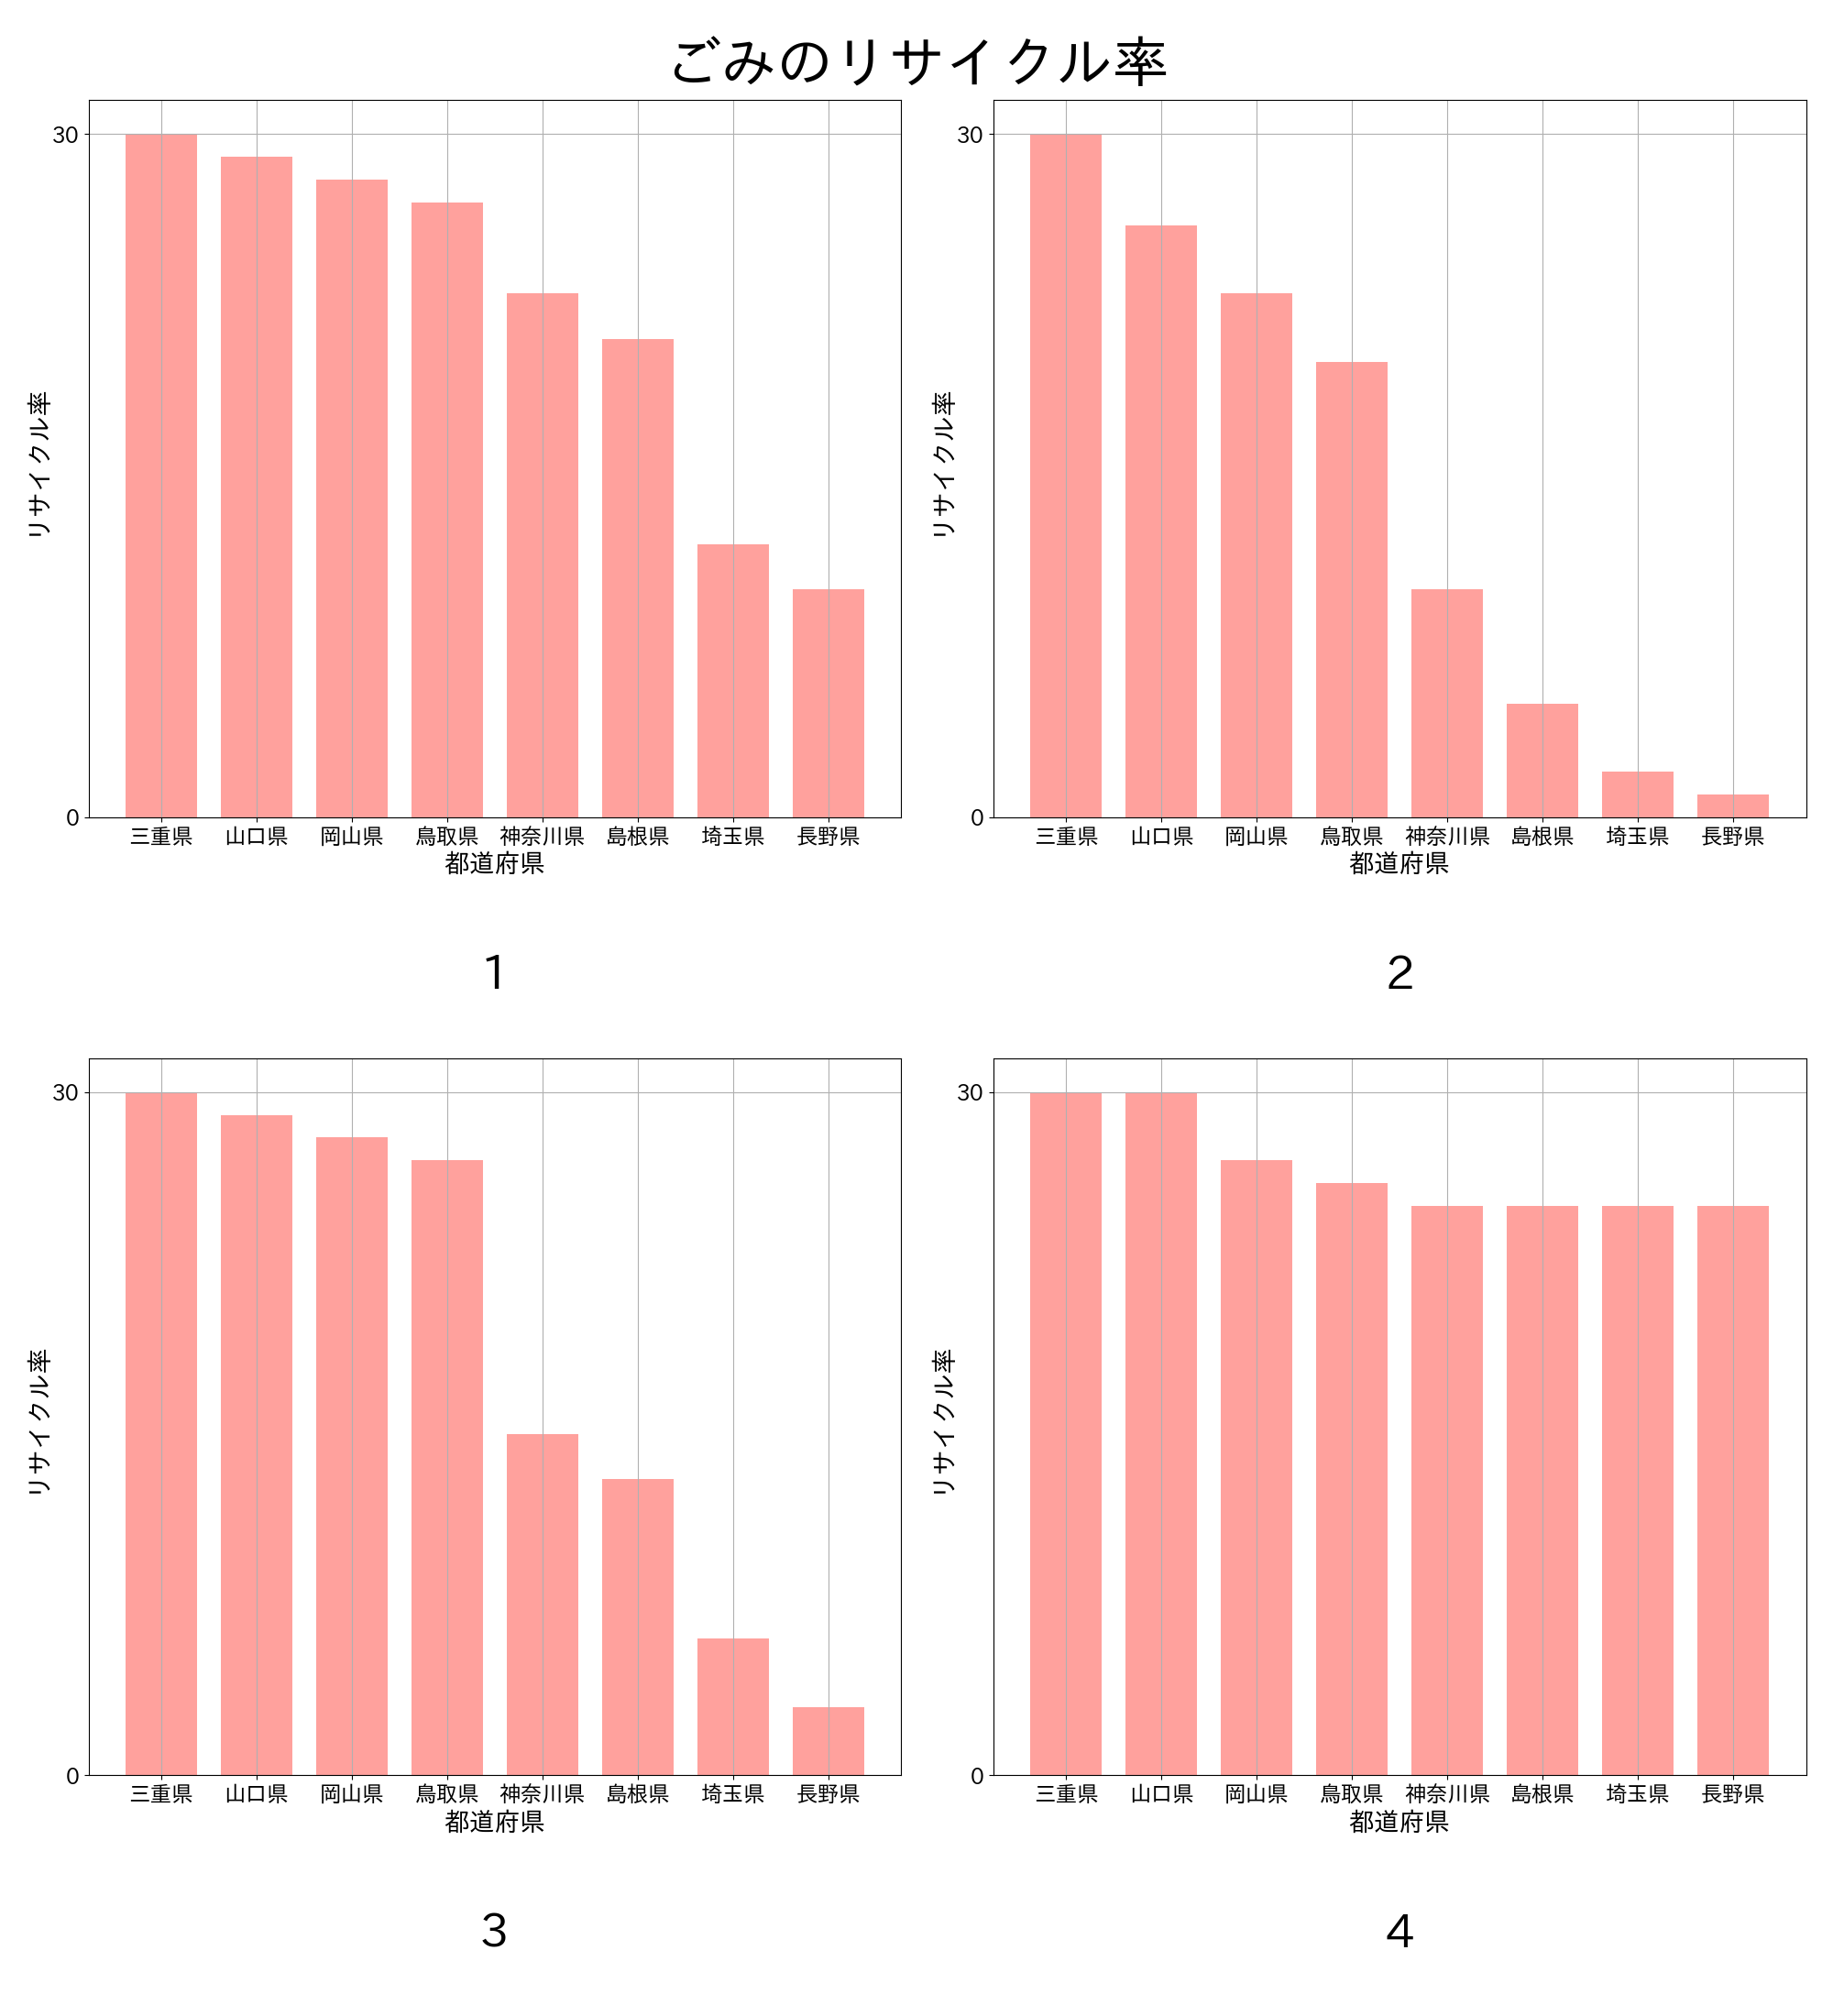 ごみのリサイクル率
30
0
リサイクル率
三重県 山口県 岡山県 鳥取県 神奈川県 島根県 埼玉県 長野県
都道府県
1
30
0
リサイクル率
三重県 山口県 岡山県 鳥取県 神奈川県 島根県 埼玉県 長野県
都道府県
2
30
0
リサイクル率
三重県 山口県 岡山県 鳥取県 神奈川県 島根県 埼玉県 長野県
都道府県
3
30
0
リサイクル率
三重県 山口県 岡山県 鳥取県 神奈川県 島根県 埼玉県 長野県
都道府県
4